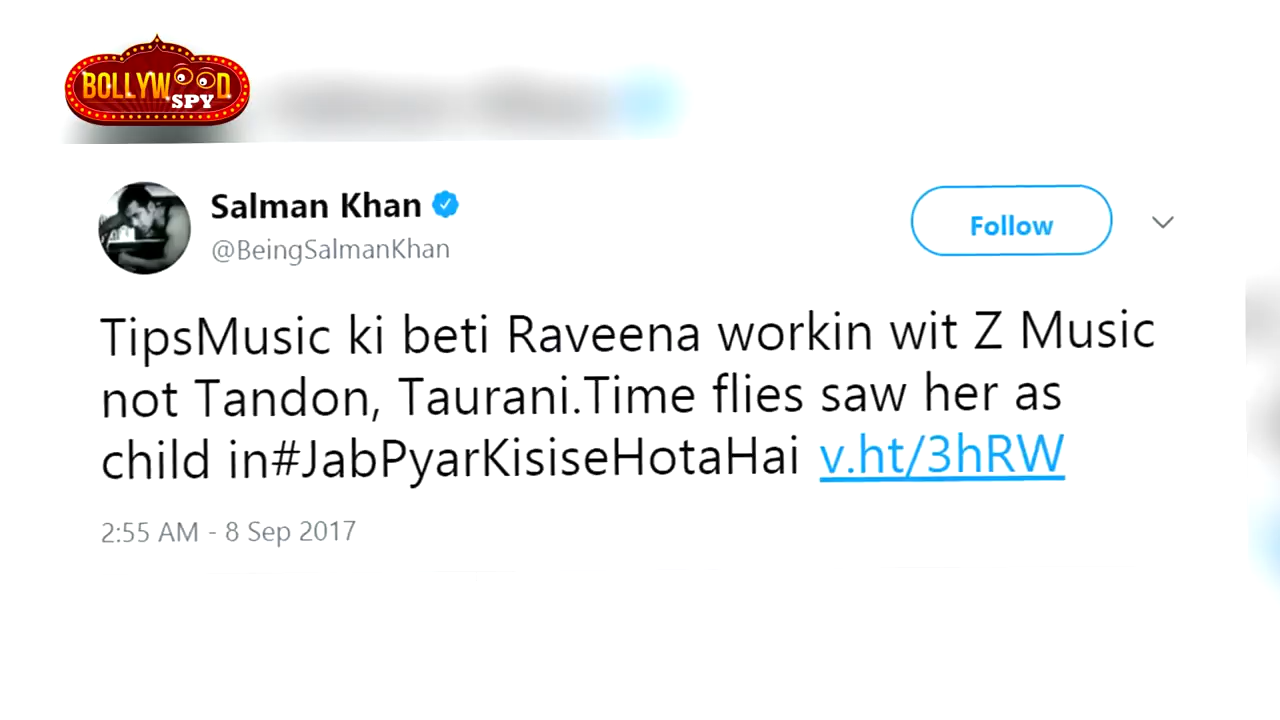 BOLLYWOOD
SPY
Salman Khan
@BeingSalmanKhan
Follow
TipsMusic ki beti Raveena workin wit Z Music
not Tandon, Taurani.Time flies saw her as
child in#JabPyarKisiseHotaHai v.ht/3hRW
2:55 AM - 8 Sep 2017